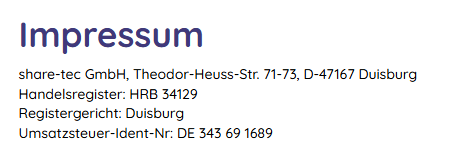 Impressum
share-tec GmbH, Theodor-Heuss-Str. 71-73, D-47167 Duisburg
Handelsregister: HRB 34129
Registergericht: Duisburg
Umsatzsteuer-Ident-Nr: DE 343 69 1689